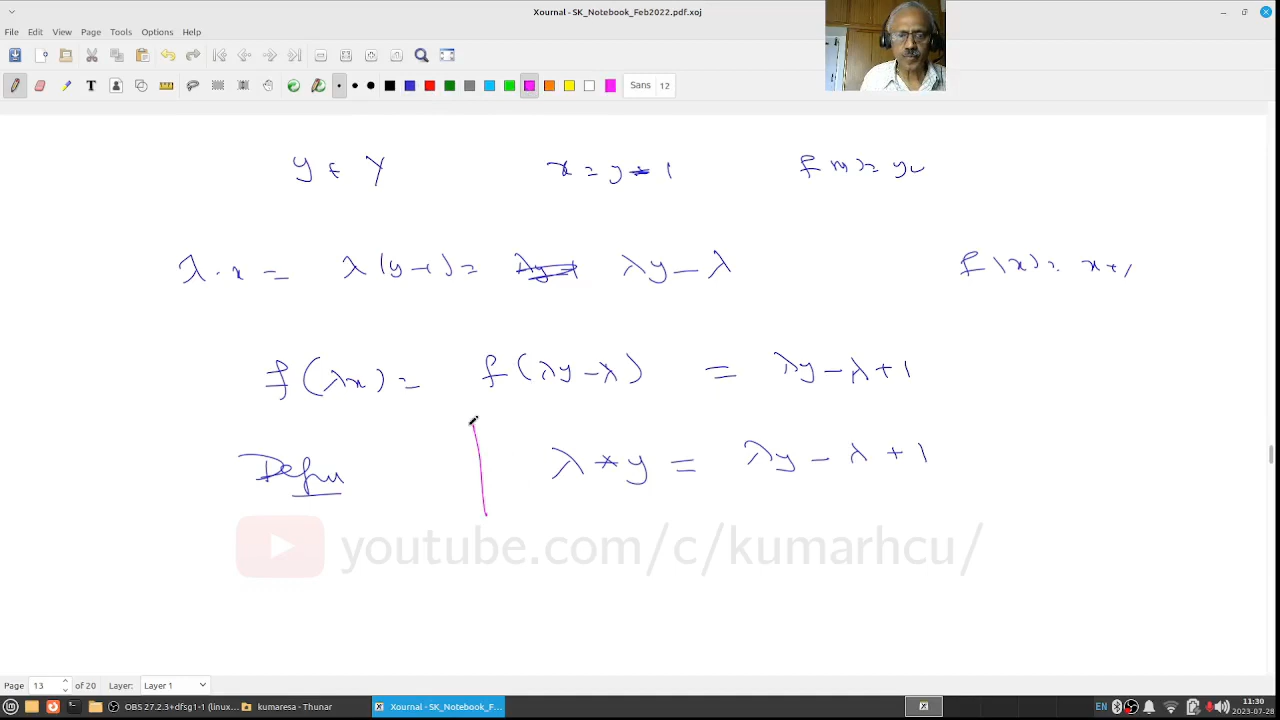 Xournal - SK_Notebook_Feb2022.pdf.xoj
File Edit View Page Tools Options Help
T Sans 12
y ∈ Y x = y - 1 f(x) = y
λ·x = λ(y-1) = λy - λ f(x) = x+1
f(λx) = f(λy-λ) = λy - λ + 1
Defn λ * y = λy - λ + 1
youtube.com/c/kumarhcu/
Page 13 of 20 Layer: Layer 1
OBS 27.2.3+dfsg1-1 (linux... kumaresa - Thunar Xournal - SK_Notebook_F... EN 11:30
2023-07-28